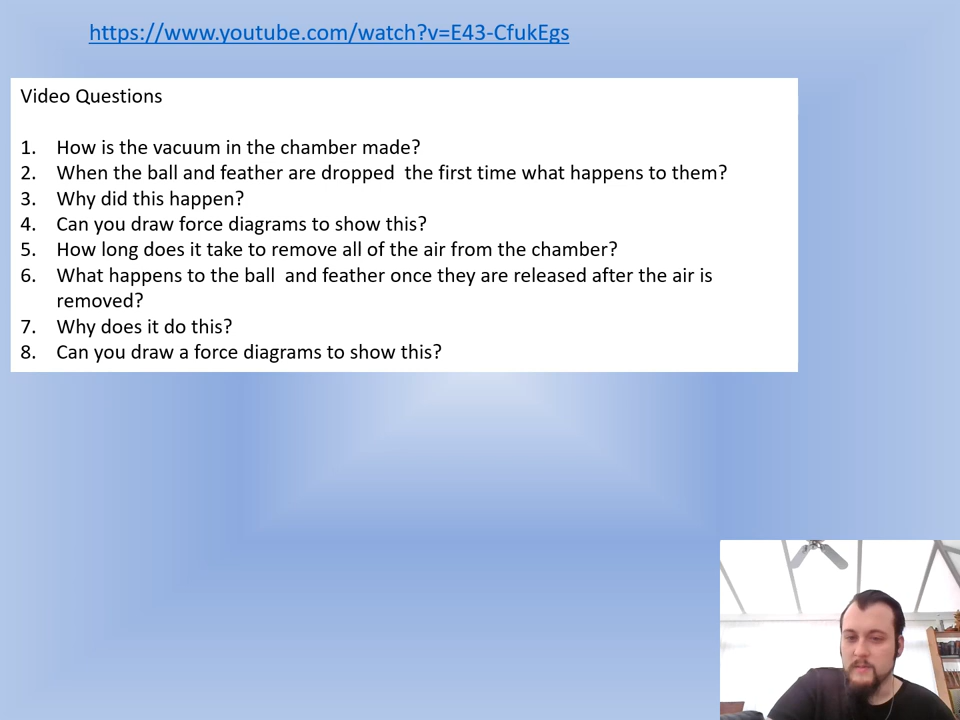 https://www.youtube.com/watch?v=E43-CfukEgs
Video Questions
1. How is the vacuum in the chamber made?
2. When the ball and feather are dropped  the first time what happens to them?
3. Why did this happen?
4. Can you draw force diagrams to show this?
5. How long does it take to remove all of the air from the chamber?
6. What happens to the ball  and feather once they are released after the air is
removed?
7. Why does it do this?
8. Can you draw a force diagrams to show this?